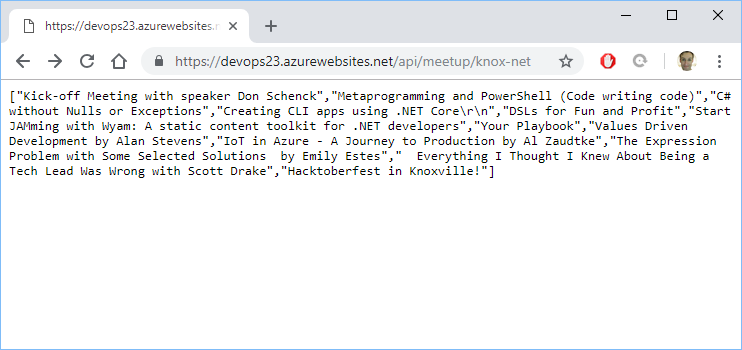 https://devops23.azurewebsites.n
https://devops23.azurewebsites.net/api/meetup/knox-net
["Kick-off Meeting with speaker Don Schenck","Metaprogramming and PowerShell (Code writing code)","C#
without Nulls or Exceptions","Creating CLI apps using .NET Core\r\n","DSLs for Fun and Profit","Start
JAMming with Wyam: A static content toolkit for .NET developers","Your Playbook","Values Driven
Development by Alan Stevens","IoT in Azure - A Journey to Production by Al Zaudtke","The Expression
Problem with Some Selected Solutions  by Emily Estes","  Everything I Thought I Knew About Being a
Tech Lead Was Wrong with Scott Drake","Hacktoberfest in Knoxville!"]